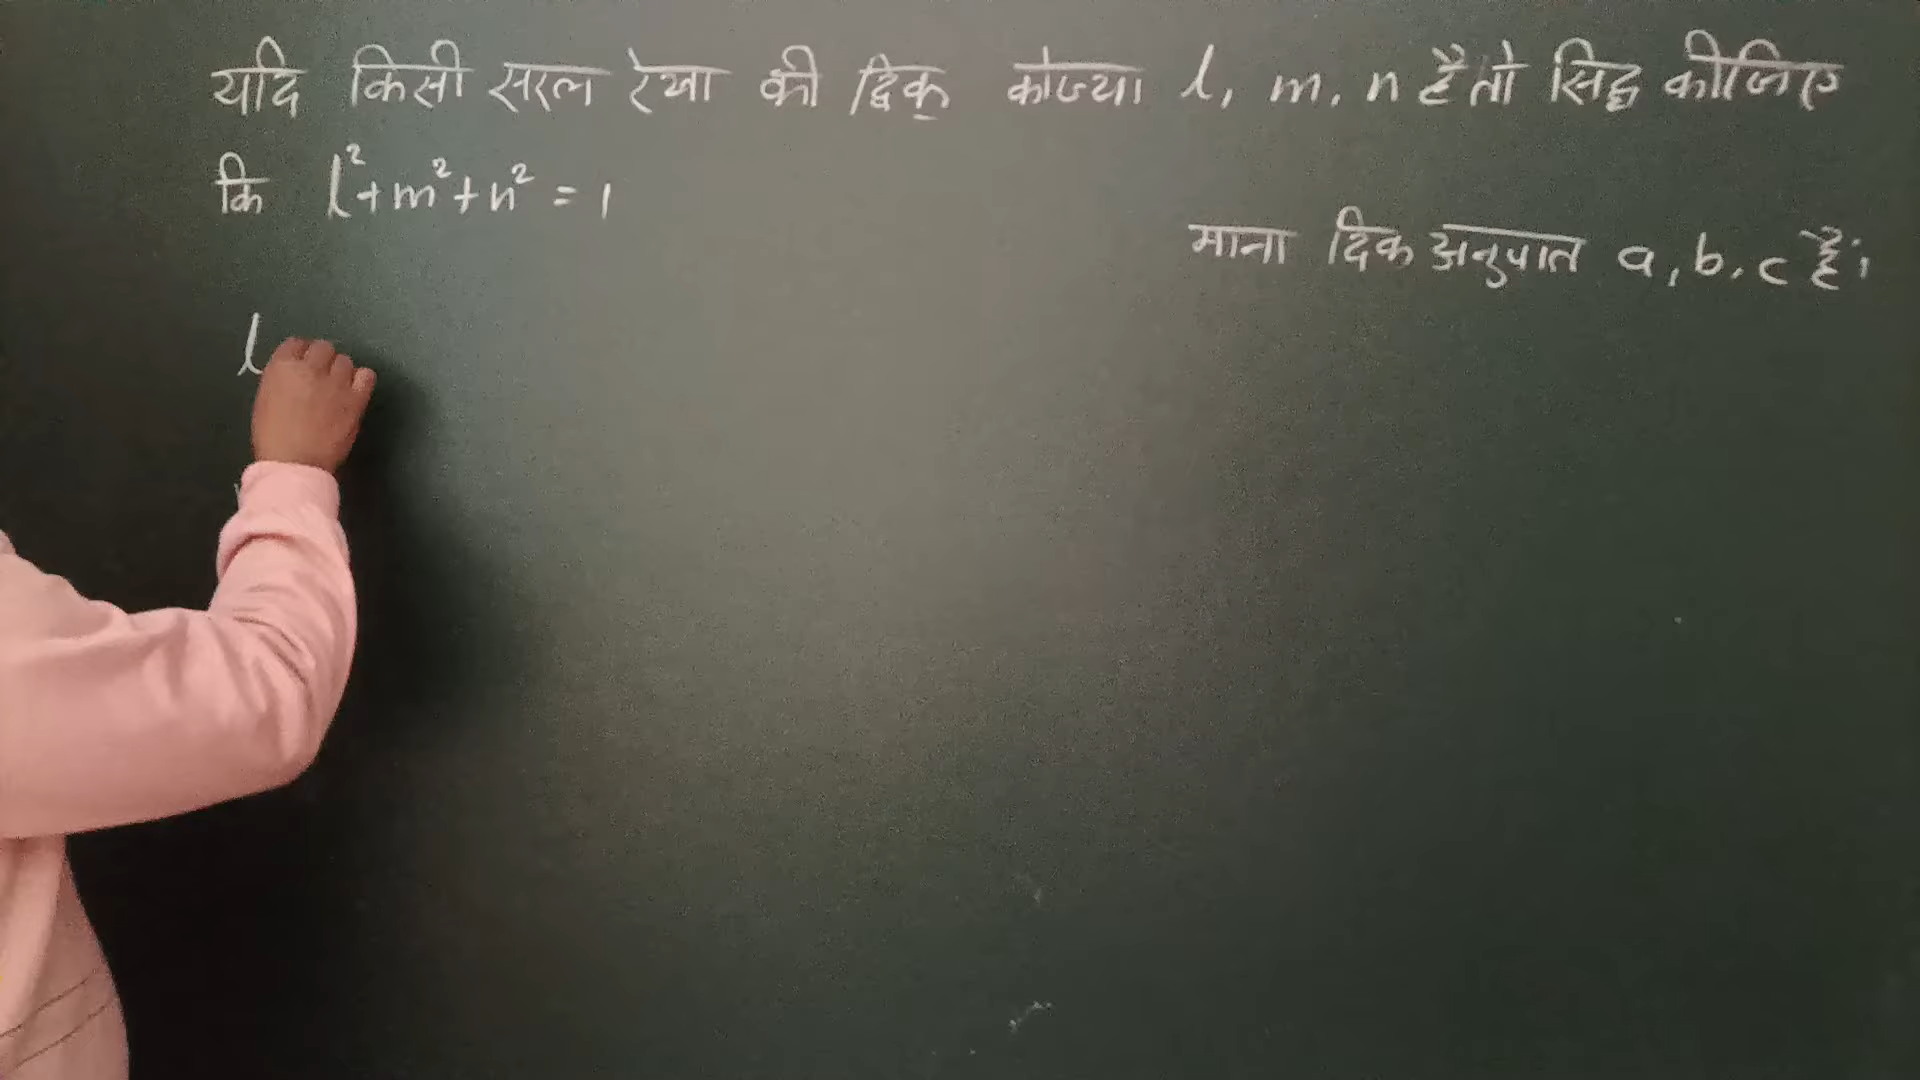 यदि किसी सरल रेखा की द्विक् कोज्या l, m, n है तो सिद्ध कीजिए
कि l²+m²+n² = 1
माना दिक अनुपात a, b, c हैं।
l